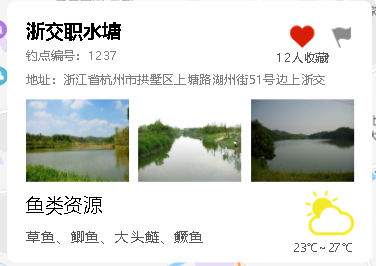 浙交职水塘
钓点编号：1237
12人收藏
地址：浙江省杭州市拱墅区上塘路湖州街51号边上浙交
鱼类资源
草鱼、鲫鱼、大头鲢、鳜鱼
23℃~27℃